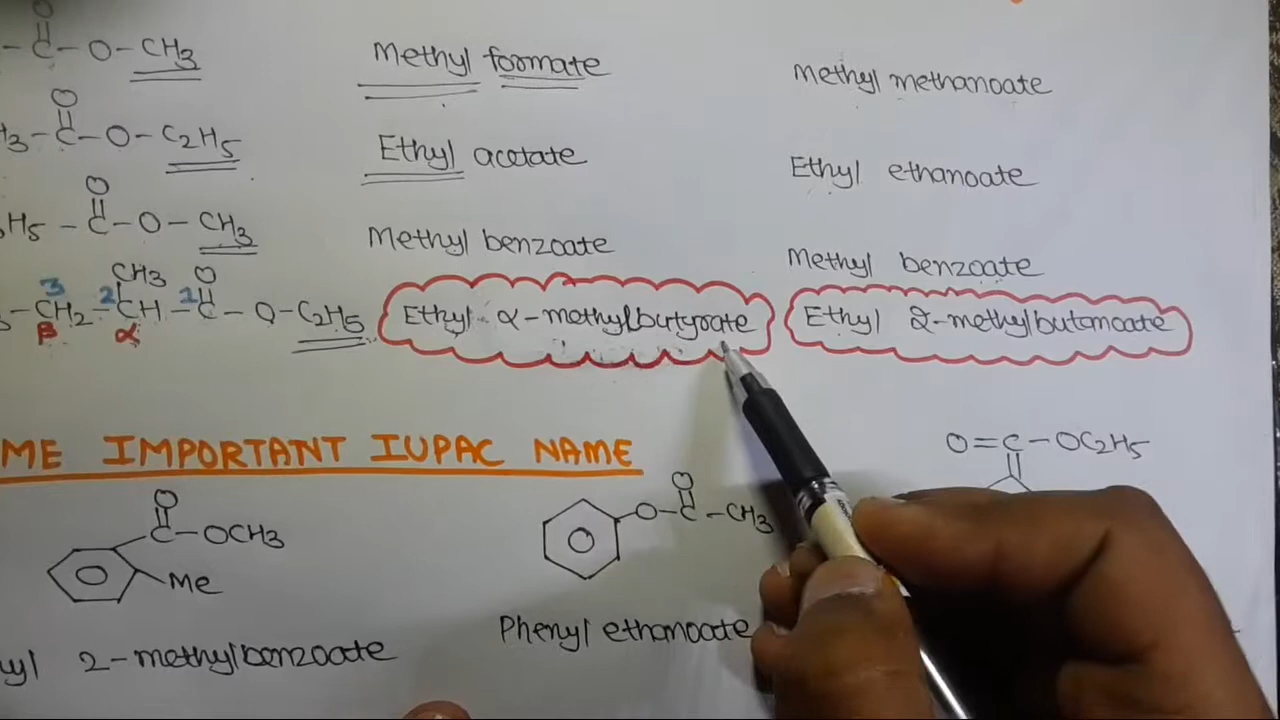 O
- C - O - CH3 Methyl formate Methyl methanoate
O
H3 - C - O - C2H5 Ethyl acetate Ethyl ethanoate
O
H5 - C - O - CH3 Methyl benzoate Methyl benzoate
3 CH3 O
2 1
- CH2 - CH - C - O - C2H5 Ethyl α-methylbutyrate Ethyl 2-methylbutanoate
β α
ME IMPORTANT IUPAC NAME
O=C-OC2H5
O O
C-OCH3 O-C-CH3
Me
Phenyl ethanoate
yl 2-methylbenzoate